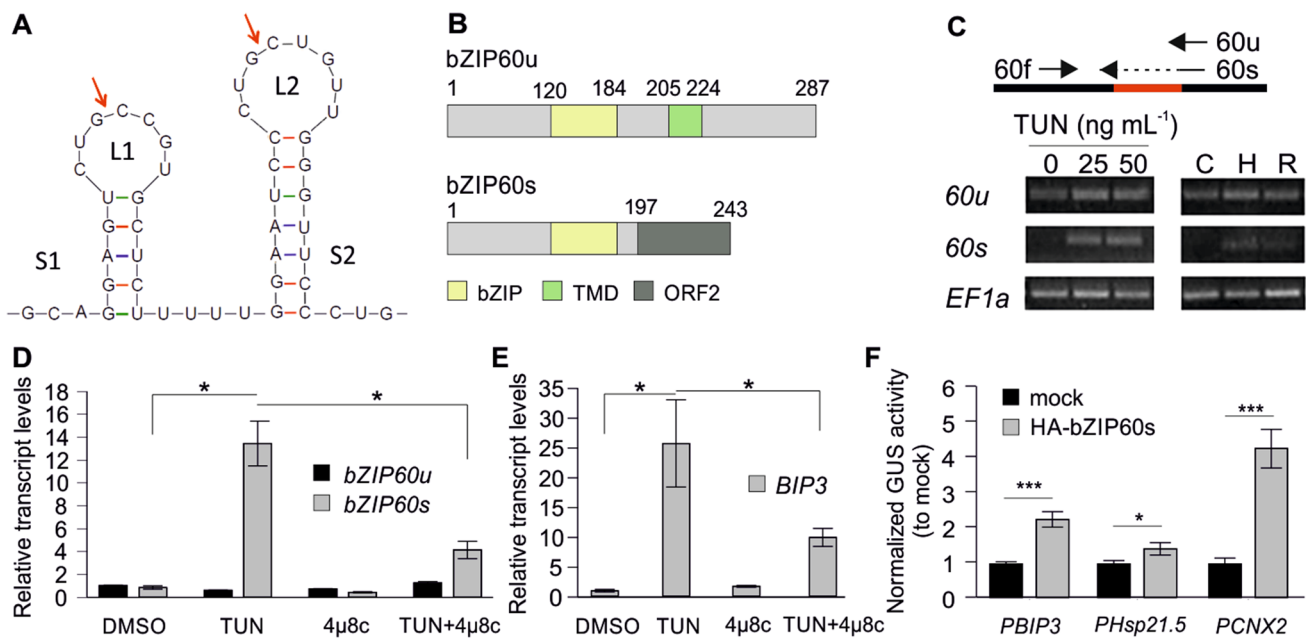 A
C U
G G
L2
U U
C U
C G
C G
U G
A U
A U
G C
G C C G
U L1 U
C
U G
G C
A U
G C
S1
S2
–G–C–A–G U–U–U–U–U–G C–C–U–G–
B
bZIP60u
1 120 184 205 224 287
bZIP60s
1 197 243
bZIP TMD ORF2
C
60u
60f 60s
TUN (ng mL⁻¹)
0 25 50 C H R
60u
60s
EF1a
D
Relative transcript levels
18
16
14
12
10
8
6
4
2
0
* *
bZIP60u
bZIP60s
DMSO TUN 4µ8c TUN+4µ8c
E
Relative transcript levels
35
30
25
20
15
10
5
0
* *
BIP3
DMSO TUN 4µ8c TUN+4µ8c
F
Normalized GUS activity
(to mock)
6
5
4
3
2
1
0
mock
HA-bZIP60s
*** * ***
PBIP3 PHsp21.5 PCNX2